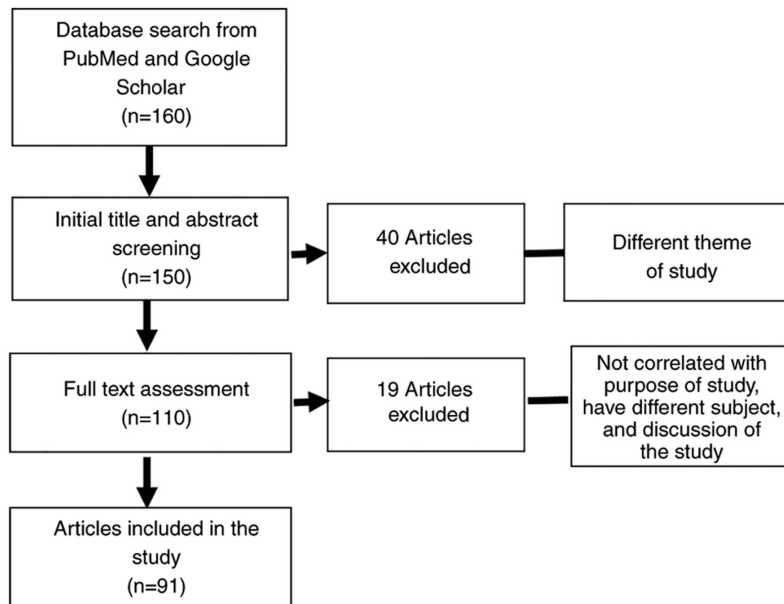 Database search from
PubMed and Google
Scholar
(n=160)
Initial title and abstract
screening
(n=150)
40 Articles
excluded
Different theme
of study
Full text assessment
(n=110)
19 Articles
excluded
Not correlated with
purpose of study,
have different subject,
and discussion of
the study
Articles included in the
study
(n=91)